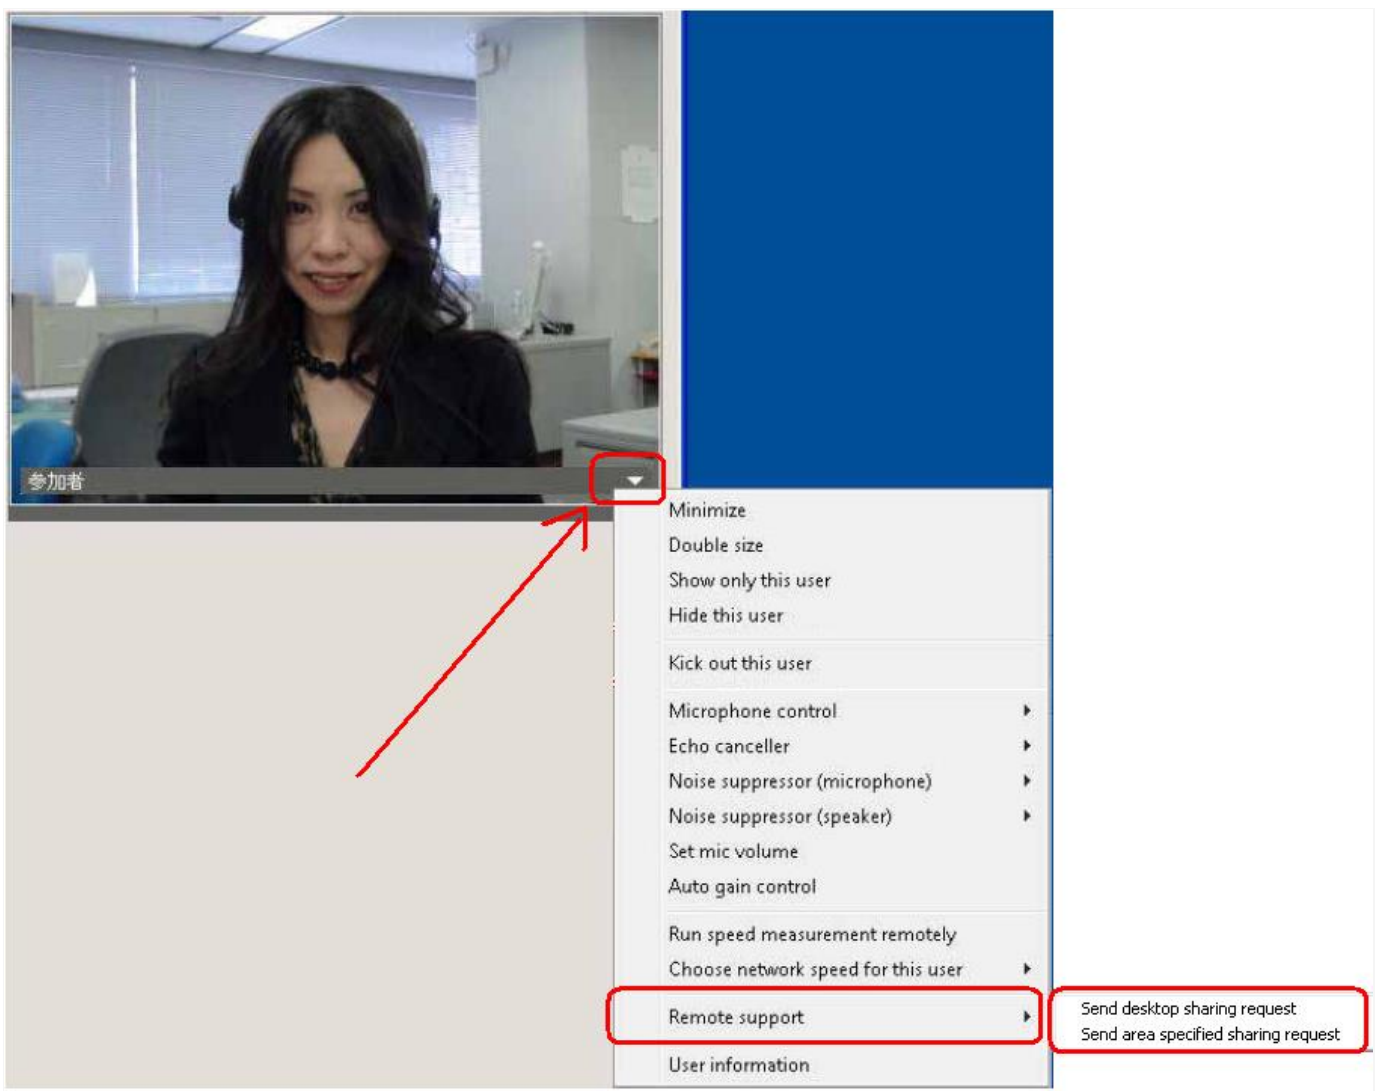 参加者
Minimize
Double size
Show only this user
Hide this user
Kick out this user
Microphone control
Echo canceller
Noise suppressor (microphone)
Noise suppressor (speaker)
Set mic volume
Auto gain control
Run speed measurement remotely
Choose network speed for this user
Remote support
Send desktop sharing request
Send area specified sharing request
User information